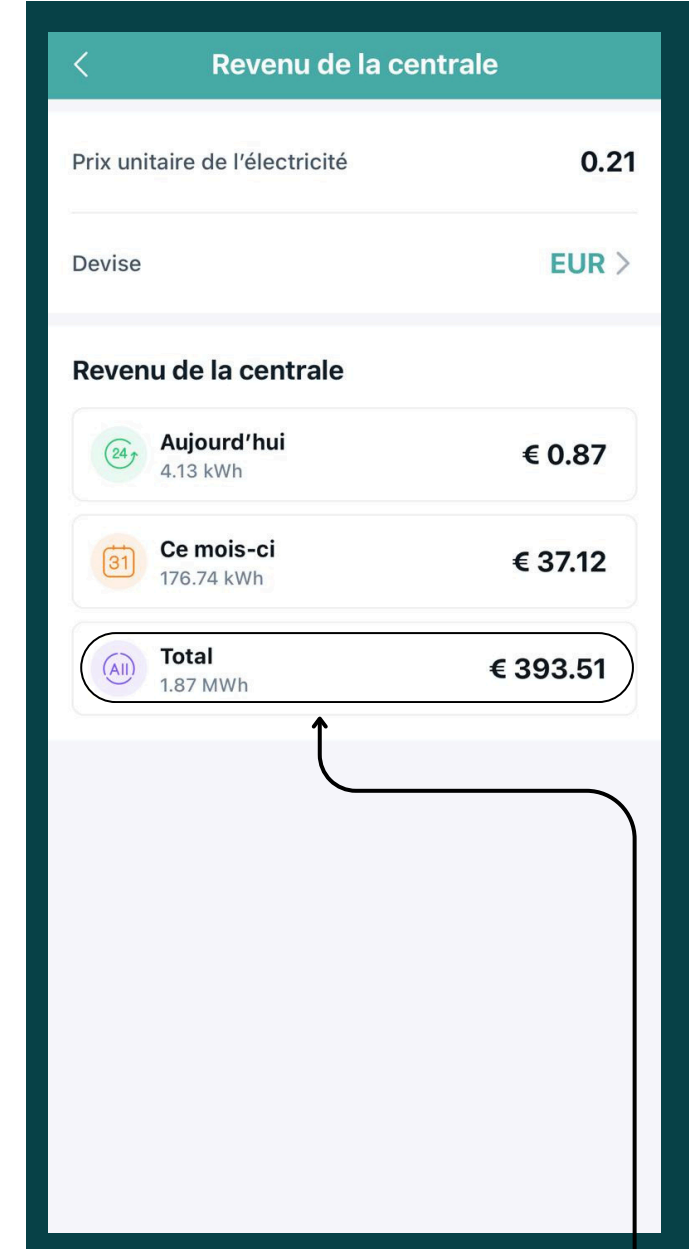 Revenu de la centrale
Prix unitaire de l'électricité 0.21
Devise EUR
Revenu de la centrale
24 Aujourd'hui € 0.87
4.13 kWh
31 Ce mois-ci € 37.12
176.74 kWh
All Total € 393.51
1.87 MWh